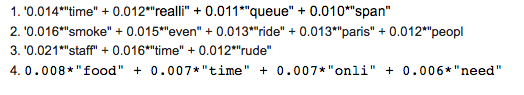 1. '0.014*"time" + 0.012*"realli" + 0.011*"queue" + 0.010*"span"
2. '0.016*"smoke" + 0.015*"even" + 0.013*"ride" + 0.013*"paris" + 0.012*"peopl
3. '0.021*"staff" + 0.016*"time" + 0.012*"rude"
4. 0.008*"food" + 0.007*"time" + 0.007*"onli" + 0.006*"need"